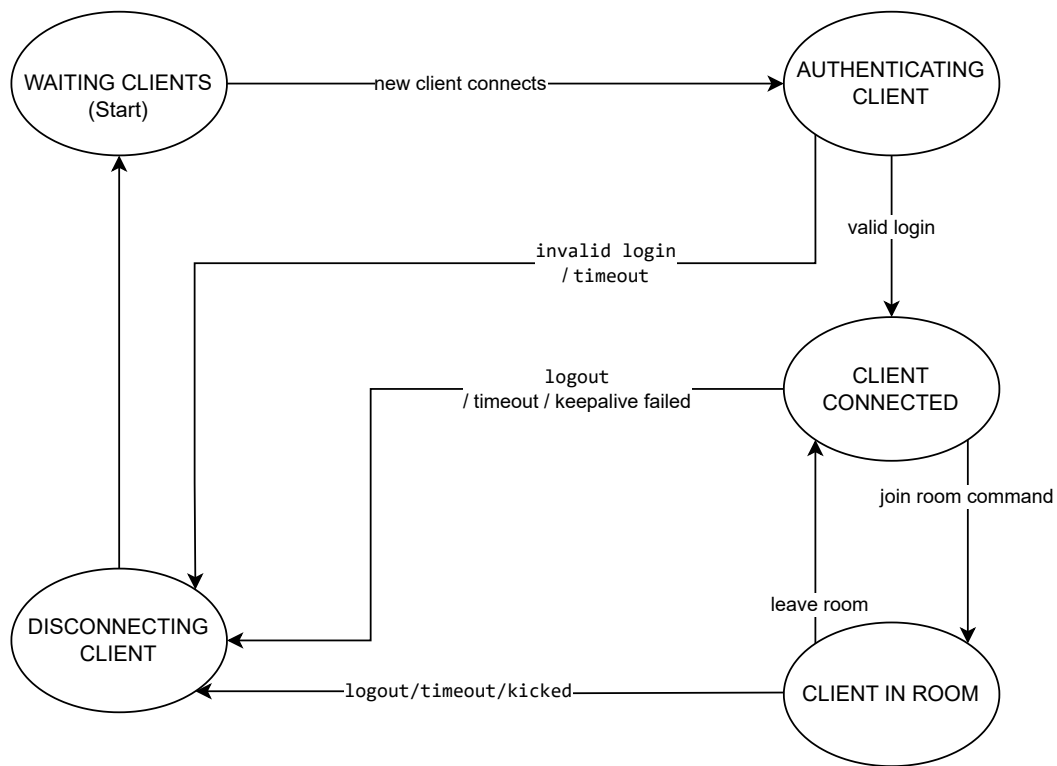 WAITING CLIENTS
(Start)
new client connects
AUTHENTICATING
CLIENT
valid login
invalid login
/ timeout
CLIENT
CONNECTED
logout
/ timeout / keepalive failed
join room command
leave room
DISCONNECTING
CLIENT
logout/timeout/kicked
CLIENT IN ROOM